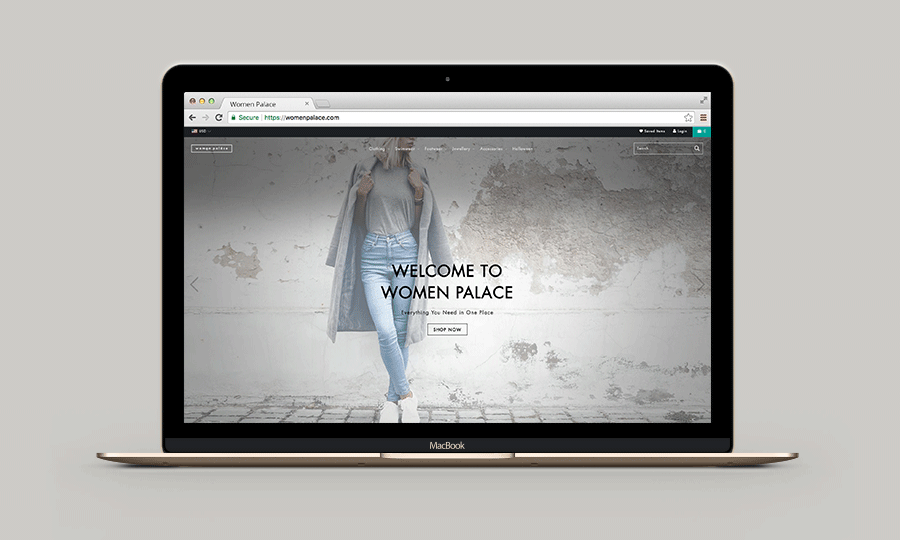 Women Palace
Secure https://womenpalace.com
USD
Saved Items Login 0
women palace
Clothing Swimwear Footwear Jewellery Accessories Halloween
Search
WELCOME TO
WOMEN PALACE
Everything You Need in One Place
SHOP NOW
MacBook